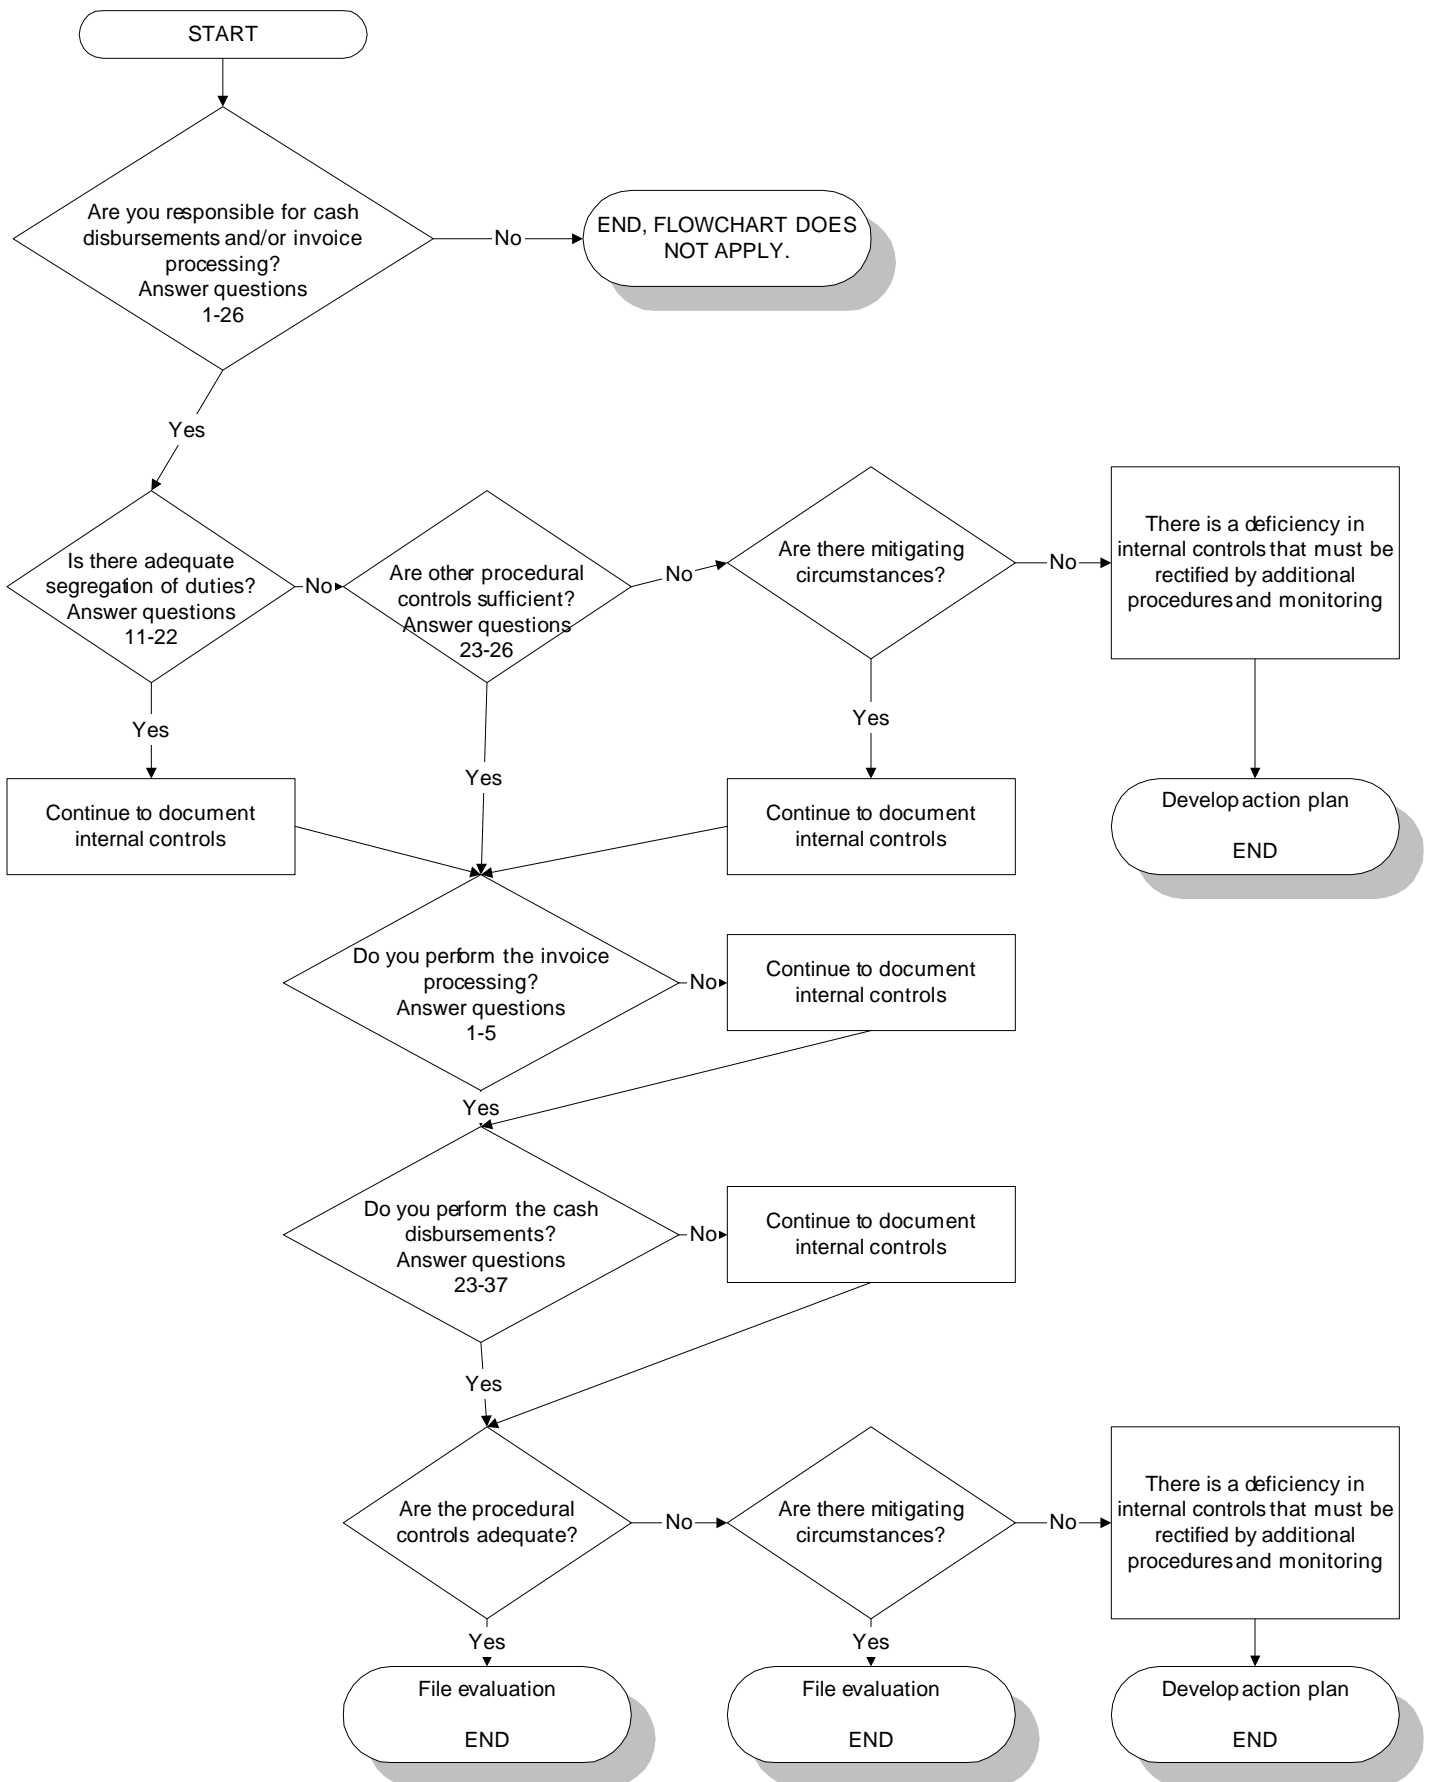 START
Are you responsible for cash
disbursements and/or invoice
processing?
Answer questions
1-26
No
END, FLOWCHART DOES
NOT APPLY.
Yes
Is there adequate
segregation of duties?
Answer questions
11-22
No
Are other procedural
controls sufficient?
Answer questions
23-26
No
Are there mitigating
circumstances?
No
There is a deficiency in
internal controls that must be
rectified by additional
procedures and monitoring
Yes
Yes
Yes
Continue to document
internal controls
Continue to document
internal controls
Develop action plan
END
Do you perform the invoice
processing?
Answer questions
1-5
No
Continue to document
internal controls
Yes
Do you perform the cash
disbursements?
Answer questions
23-37
No
Continue to document
internal controls
Yes
Are the procedural
controls adequate?
No
Are there mitigating
circumstances?
No
There is a deficiency in
internal controls that must be
rectified by additional
procedures and monitoring
Yes
Yes
File evaluation
END
File evaluation
END
Develop action plan
END